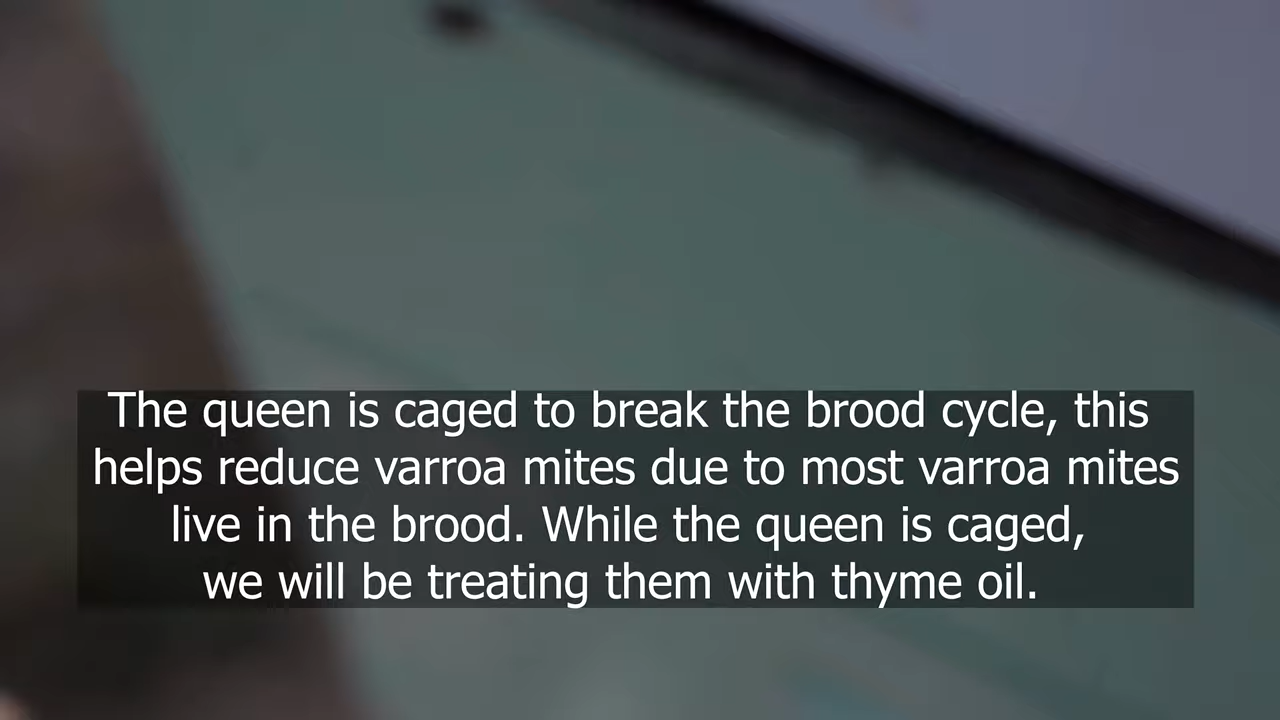 The queen is caged to break the brood cycle, this
helps reduce varroa mites due to most varroa mites
live in the brood. While the queen is caged,
we will be treating them with thyme oil.